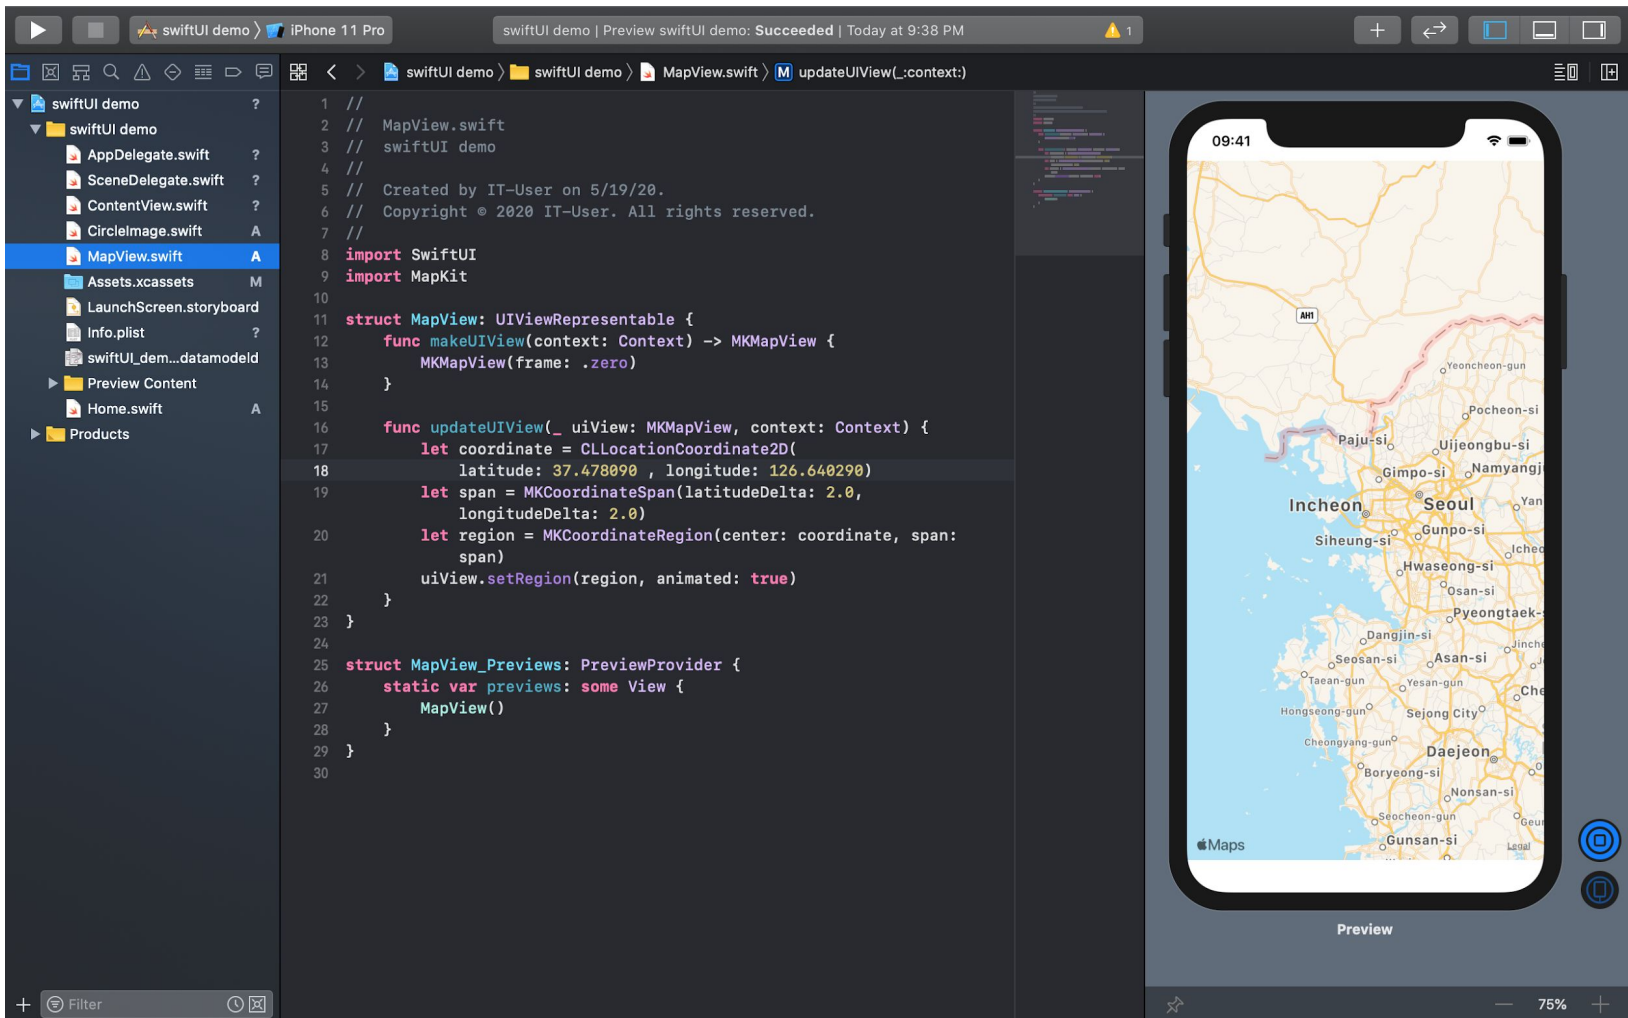 swiftUI demo 〉 iPhone 11 Pro
swiftUI demo | Preview swiftUI demo: Succeeded | Today at 9:38 PM
1
swiftUI demo 〉 swiftUI demo 〉 MapView.swift 〉 M updateUIView(_:context:)
swiftUI demo ?
swiftUI demo
AppDelegate.swift ?
SceneDelegate.swift ?
ContentView.swift ?
CircleImage.swift A
MapView.swift A
Assets.xcassets M
LaunchScreen.storyboard
Info.plist ?
swiftUI_dem...datamodeld
Preview Content
Home.swift A
Products
Filter
1 //
2 // MapView.swift
3 // swiftUI demo
4 //
5 // Created by IT-User on 5/19/20.
6 // Copyright © 2020 IT-User. All rights reserved.
7 //
8 import SwiftUI
9 import MapKit
10
11 struct MapView: UIViewRepresentable {
12 func makeUIView(context: Context) -> MKMapView {
13 MKMapView(frame: .zero)
14 }
15
16 func updateUIView(_ uiView: MKMapView, context: Context) {
17 let coordinate = CLLocationCoordinate2D(
18 latitude: 37.478090 , longitude: 126.640290)
19 let span = MKCoordinateSpan(latitudeDelta: 2.0,
longitudeDelta: 2.0)
20 let region = MKCoordinateRegion(center: coordinate, span:
span)
21 uiView.setRegion(region, animated: true)
22 }
23 }
24
25 struct MapView_Previews: PreviewProvider {
26 static var previews: some View {
27 MapView()
28 }
29 }
30
09:41
AH1
Yeoncheon-gun
Pocheon-si
Paju-si
Uijeongbu-si
Gimpo-si
Namyangj
Incheon
Seoul
Yan
Siheung-si
Gunpo-si
Icheo
Hwaseong-si
Osan-si
Pyeongtaek-
Dangjin-si
Jinche
Seosan-si
Asan-si
Taean-gun
Yesan-gun
Che
Hongseong-gun
Sejong City
Cheongyang-gun
Daejeon
Boryeong-si
Nonsan-si
Seocheon-gun
Geu
Gunsan-si
Maps
Legal
Preview
75%